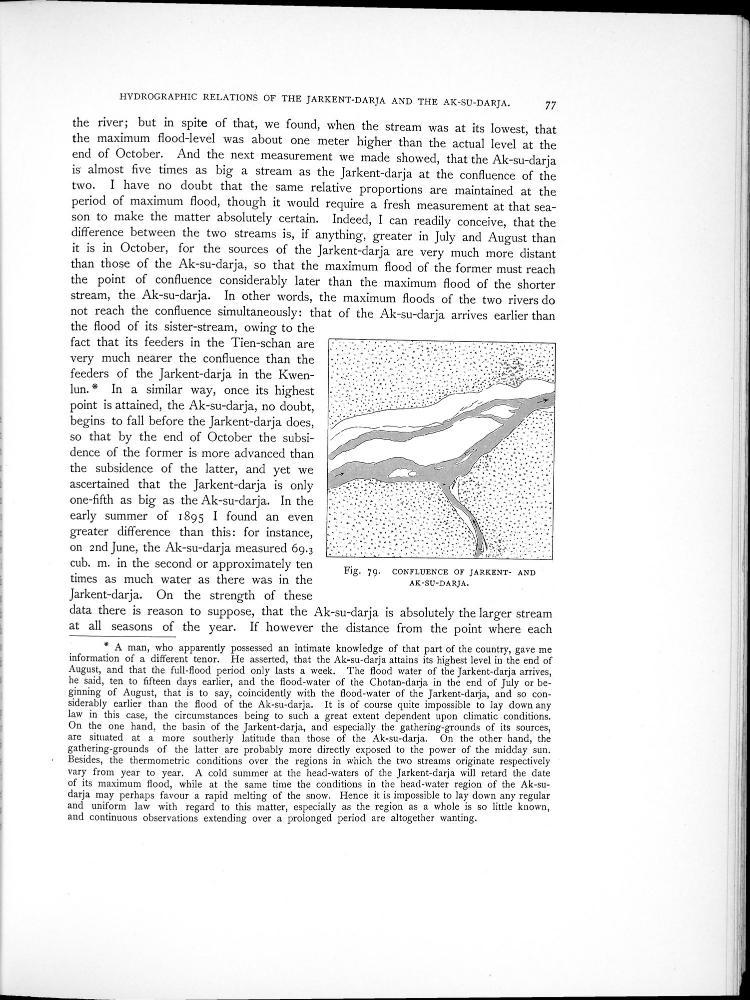 HYDROGRAPHIC RELATIONS OF THE JARKENT-DARJA AND THE AK-SU-DARJA. 77
the river; but in spite of that, we found, when the stream was at its lowest, that
the maximum flood-level was about one meter higher than the actual level at the
end of October. And the next measurement we made showed, that the Ak-su-darja
is almost five times as big a stream as the Jarkent-darja at the confluence of the
two. I have no doubt that the same relative proportions are maintained at the
period of maximum flood, though it would require a fresh measurement at that sea-
son to make the matter absolutely certain. Indeed, I can readily conceive, that the
difference between the two streams is, if anything, greater in July and August than
it is in October, for the sources of the Jarkent-darja are very much more distant
than those of the Ak-su-darja, so that the maximum flood of the former must reach
the point of confluence considerably later than the maximum flood of the shorter
stream, the Ak-su-darja. In other words, the maximum floods of the two rivers do
not reach the confluence simultaneously: that of the Ak-su-darja arrives earlier than
the flood of its sister-stream, owing to the
fact that its feeders in the Tien-schan are
very much nearer the confluence than the
feeders of the Jarkent-darja in the Kwen-
lun.* In a similar way, once its highest
point is attained, the Ak-su-darja, no doubt,
begins to fall before the Jarkent-darja does,
so that by the end of October the subsi-
dence of the former is more advanced than
the subsidence of the latter, and yet we
ascertained that the Jarkent-darja is only
one-fifth as big as the Ak-su-darja. In the
early summer of 1895 I found an even
greater difference than this: for instance,
on 2nd June, the Ak-su-darja measured 69.3
cub. m. in the second or approximately ten
times as much water as there was in the
Jarkent-darja. On the strength of these
Fig. 79. CONFLUENCE OF JARKENT- AND
AK-SU-DARJA.
data there is reason to suppose, that the Ak-su-darja is absolutely the larger stream
at all seasons of the year. If however the distance from the point where each
* A man, who apparently possessed an intimate knowledge of that part of the country, gave me
information of a different tenor. He asserted, that the Ak-su-darja attains its highest level in the end of
August, and that the full-flood period only lasts a week. The flood water of the Jarkent-darja arrives,
he said, ten to fifteen days earlier, and the flood-water of the Chotan-darja in the end of July or be-
ginning of August, that is to say, coincidently with the flood-water of the Jarkent-darja, and so con-
siderably earlier than the flood of the Ak-su-darja. It is of course quite impossible to lay down any
law in this case, the circumstances being to such a great extent dependent upon climatic conditions.
On the one hand, the basin of the Jarkent-darja, and especially the gathering-grounds of its sources,
are situated at a more southerly latitude than those of the Ak-su-darja. On the other hand, the
gathering-grounds of the latter are probably more directly exposed to the power of the midday sun.
Besides, the thermometric conditions over the regions in which the two streams originate respectively
vary from year to year. A cold summer at the head-waters of the Jarkent-darja will retard the date
of its maximum flood, while at the same time the conditions in the head-water region of the Ak-su-
darja may perhaps favour a rapid melting of the snow. Hence it is impossible to lay down any regular
and uniform law with regard to this matter, especially as the region as a whole is so little known,
and continuous observations extending over a prolonged period are altogether wanting.